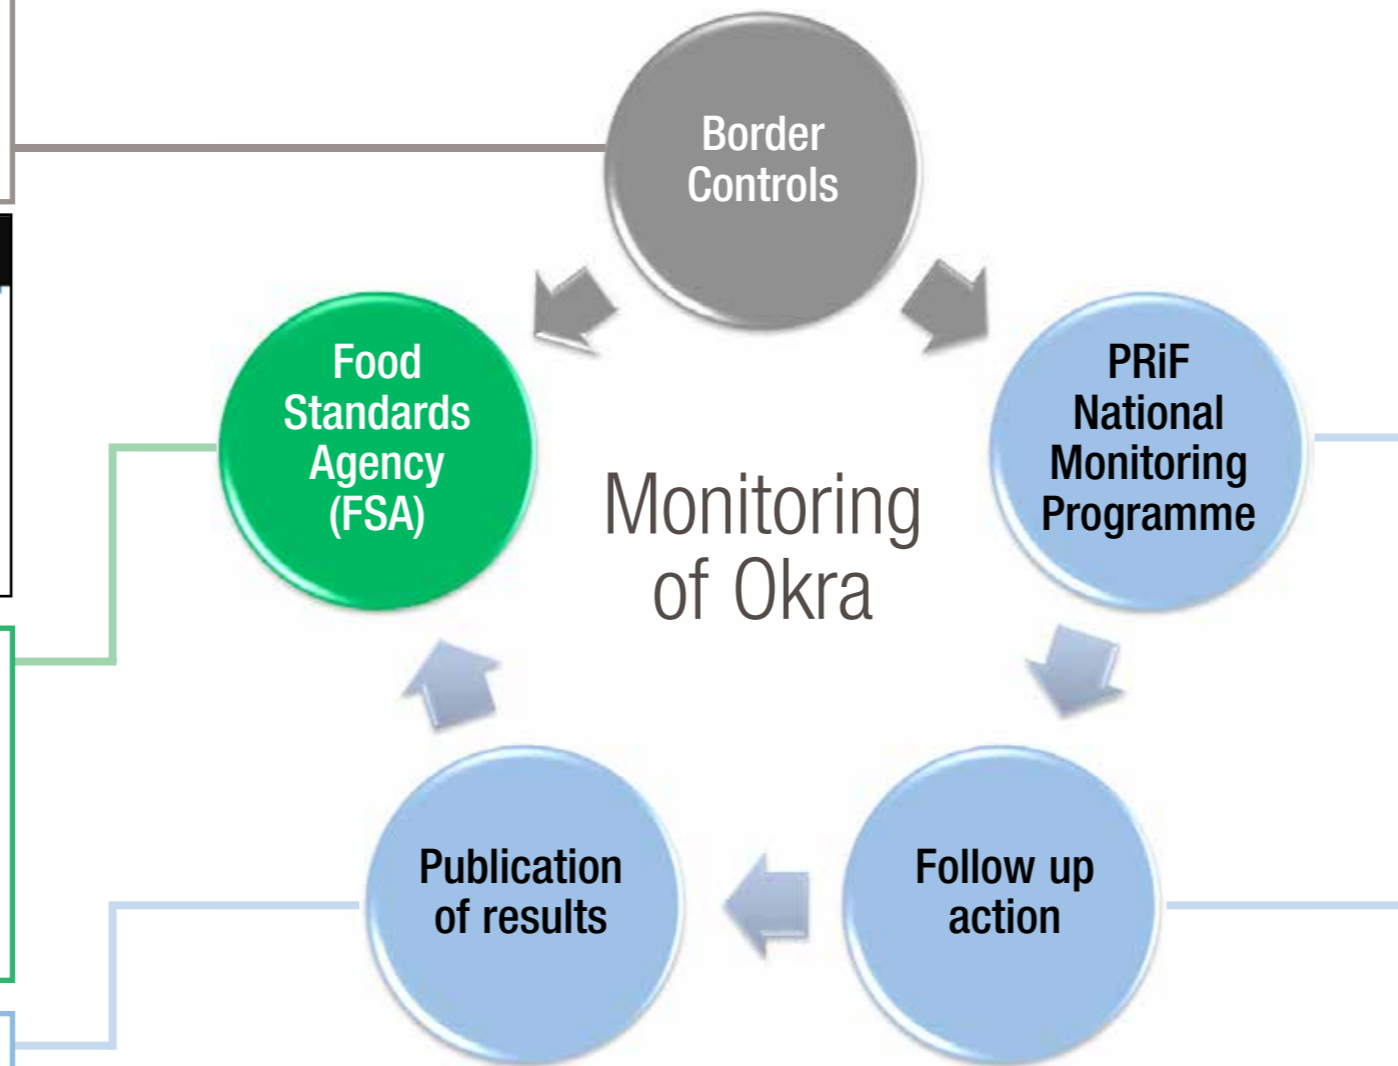 Border
Controls
Food
Standards
Agency
(FSA)
PRiF
National
Monitoring
Programme
Monitoring
of Okra
Publication
of results
Follow up
action